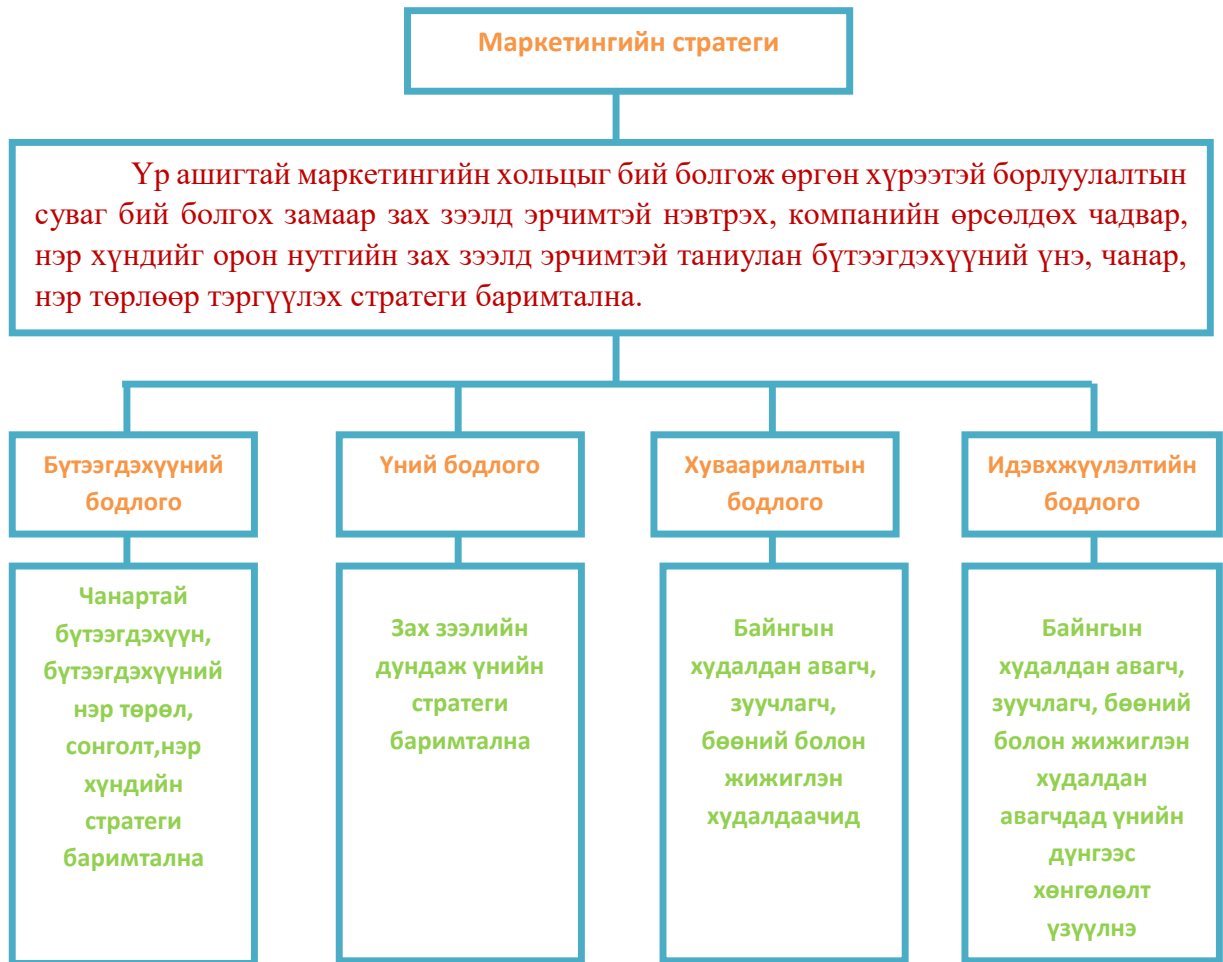 Маркетингийн стратеги
Үр ашигтай маркетингийн хольцыг бий болгож өргөн хүрээтэй борлуулалтын
суваг бий болгох замаар зах зээлд эрчимтэй нэвтрэх, компанийн өрсөлдөх чадвар,
нэр хүндийг орон нутгийн зах зээлд эрчимтэй таниулан бүтээгдэхүүний үнэ, чанар,
нэр төрлөөр тэргүүлэх стратеги баримтална.
Бүтээгдэхүүний
бодлого
Үний бодлого
Хуваарилалтын
бодлого
Идэвхжүүлэлтийн
бодлого
Чанартай
бүтээгдэхүүн,
бүтээгдэхүүний
нэр төрөл,
сонголт,нэр
хүндийн
стратеги
баримтална
Зах зээлийн
дундаж үнийн
стратеги
баримтална
Байнгын
худалдан авагч,
зуучлагч,
бөөний болон
жижиглэн
худалдаачид
Байнгын
худалдан авагч,
зуучлагч, бөөний
болон жижиглэн
худалдан
авагчдад үнийн
дүнгээс
хөнгөлөлт
үзүүлнэ